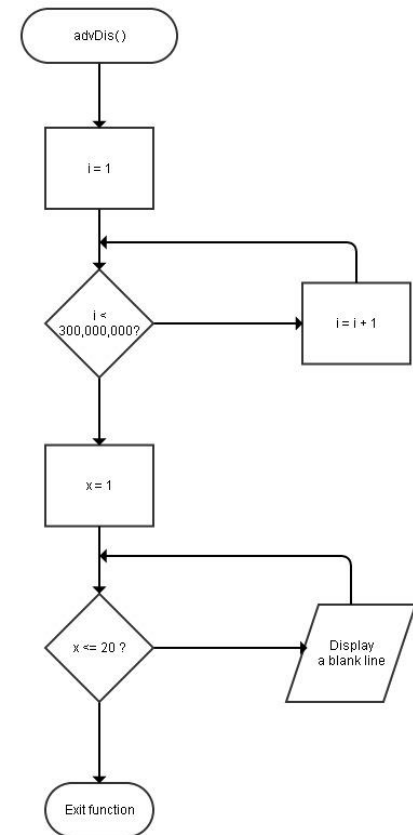 advDis( )
i = 1
i <
300,000,000?
i = i + 1
x = 1
x <= 20 ?
Display
a blank line
Exit function